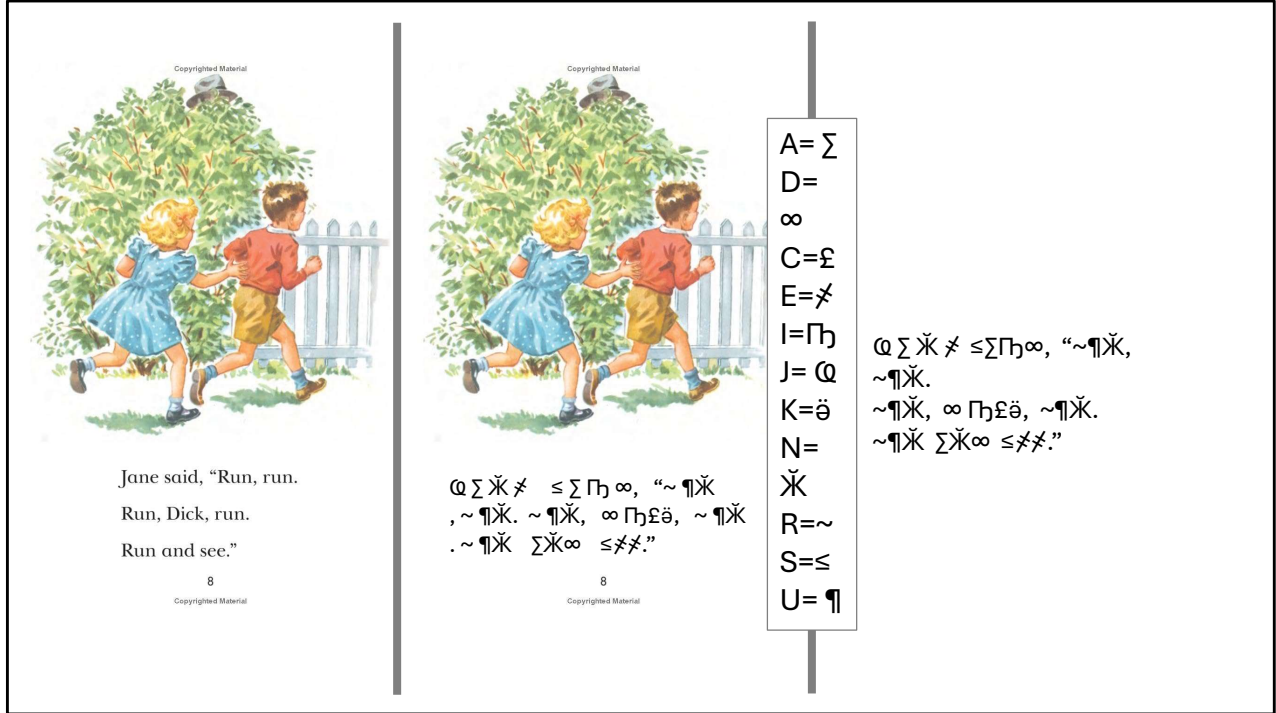 Copyrighted Material
Jane said, “Run, run.
Run, Dick, run.
Run and see.”
8
Copyrighted Material
Copyrighted Material
Ҩ ∑ Ӂ ҂ ≤ ∑ Ҧ ∞, “~ ¶Ӂ
, ~ ¶Ӂ. ~ ¶Ӂ, ∞ Ҧ£ӛ, ~ ¶Ӂ
. ~ ¶Ӂ ∑Ӂ∞ ≤҂҂.”
8
Copyrighted Material
A= ∑
D=
∞
C=£
E=҂
I=Ҧ
J= Ҩ
K=ӛ
N=
Ӂ
R=~
S=≤
U= ¶
Ҩ ∑ Ӂ ҂ ≤∑Ҧ∞, “~¶Ӂ,
~¶Ӂ.
~¶Ӂ, ∞ Ҧ£ӛ, ~¶Ӂ.
~¶Ӂ ∑Ӂ∞ ≤҂҂.”